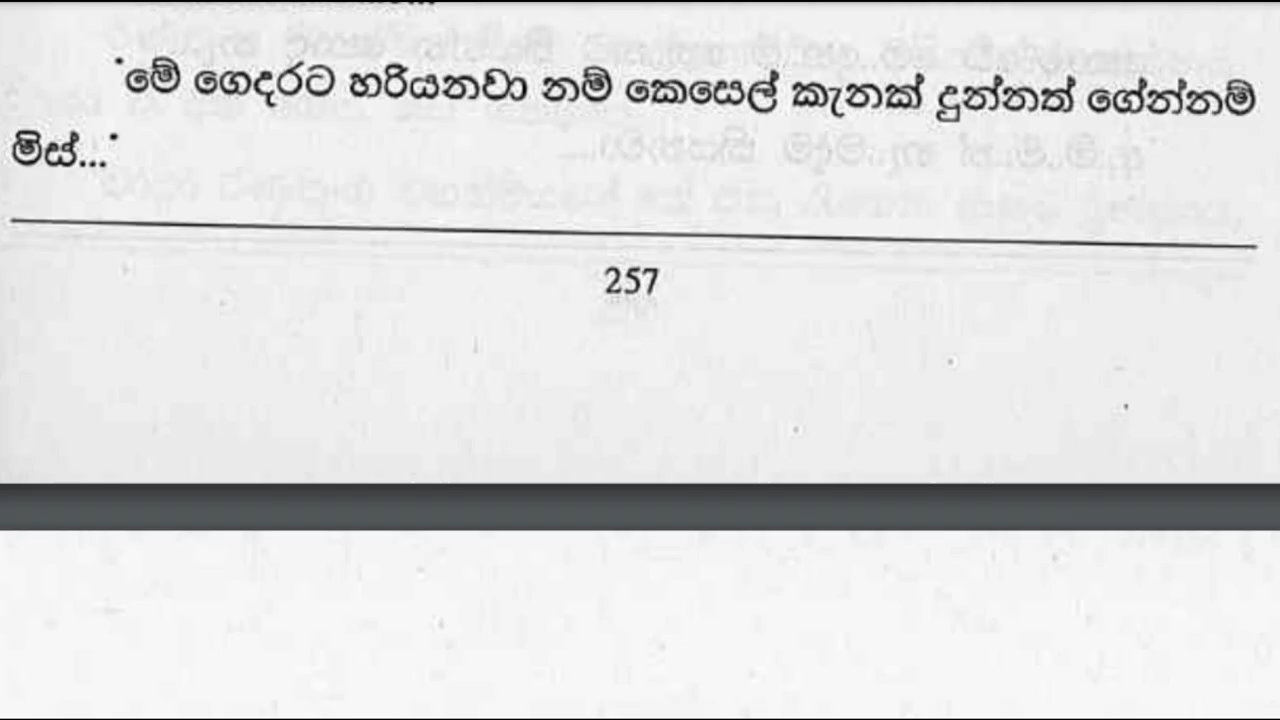 'මේ ගෙදරට හරියනවා නම් කෙසෙල් කැනක් දුන්නත් ගේන්නම්
මිස්...'
257